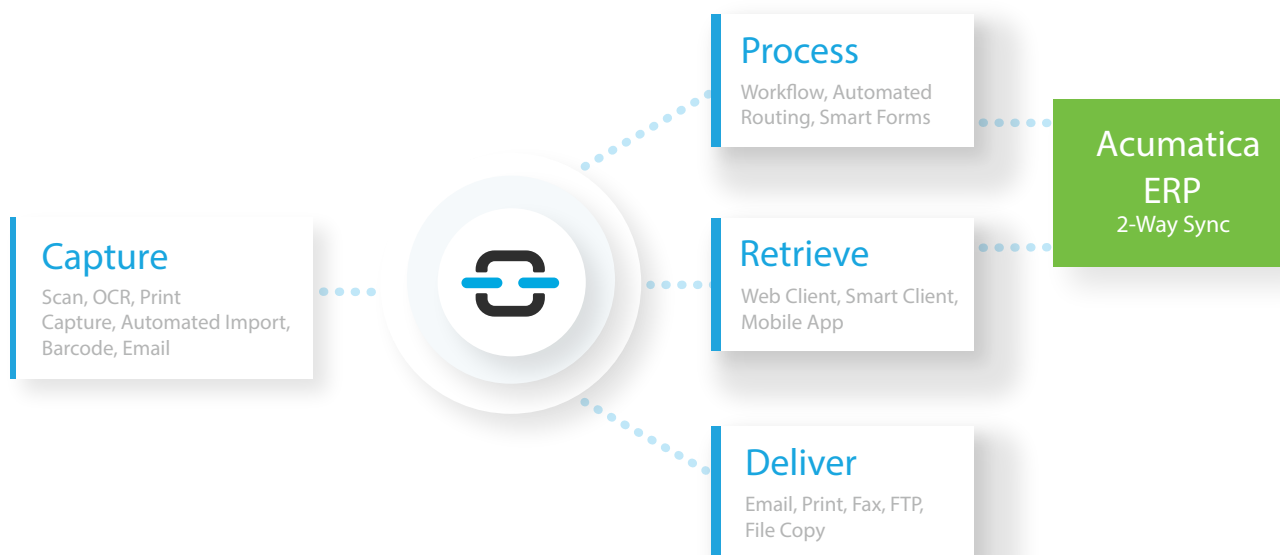 Capture
Scan, OCR, Print
Capture, Automated Import,
Barcode, Email
Process
Workflow, Automated
Routing, Smart Forms
Retrieve
Web Client, Smart Client,
Mobile App
Deliver
Email, Print, Fax, FTP,
File Copy
Acumatica
ERP
2-Way Sync